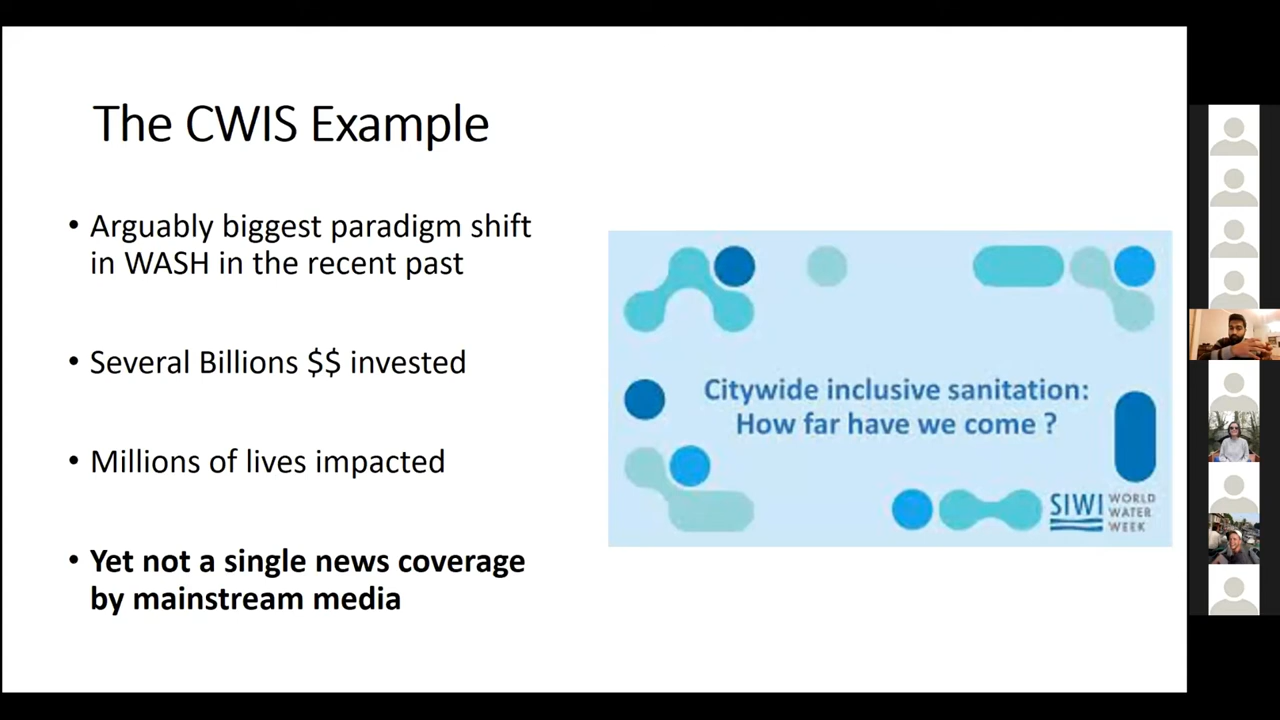 The CWIS Example
• Arguably biggest paradigm shift
in WASH in the recent past
• Several Billions $$ invested
• Millions of lives impacted
• Yet not a single news coverage
by mainstream media
Citywide inclusive sanitation:
How far have we come ?
SIWI
WORLD
WATER
WEEK